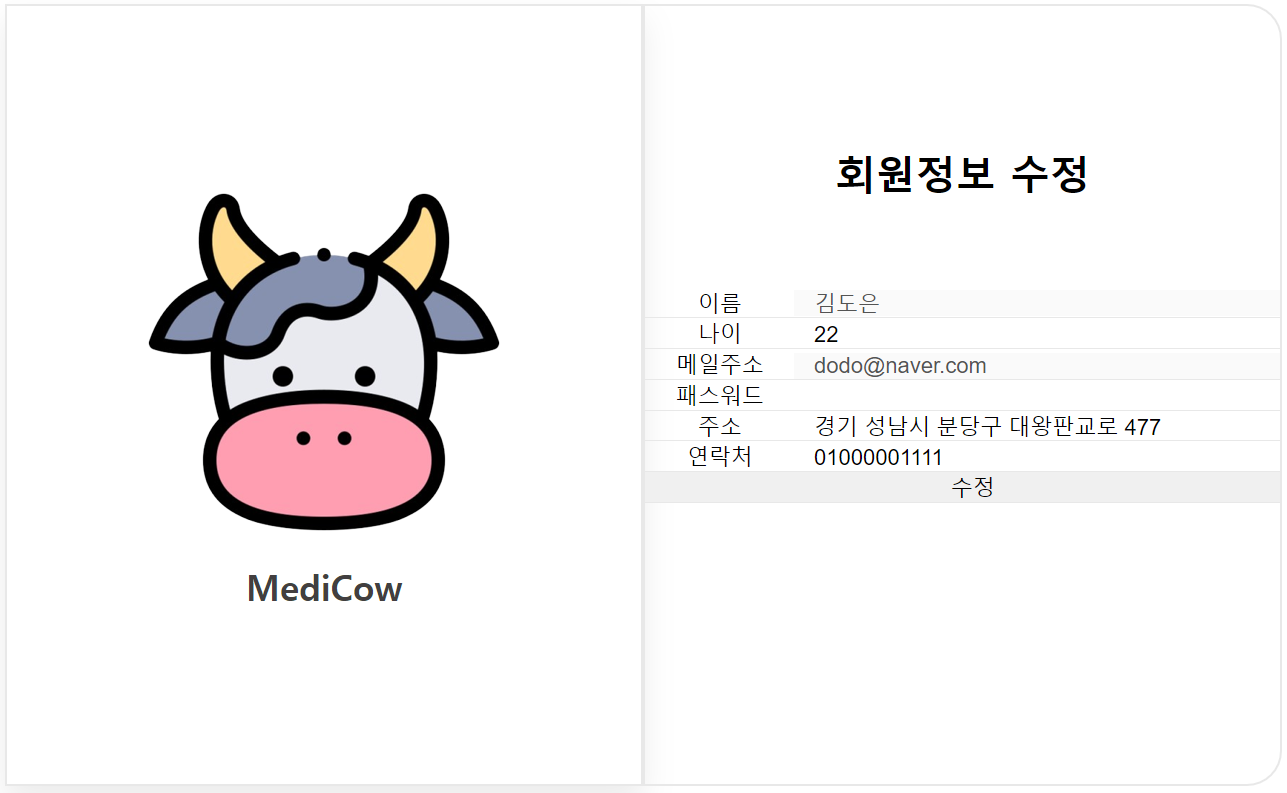 MediCow
회원정보 수정
이름 김도은
나이 22
메일주소 dodo@naver.com
패스워드
주소 경기 성남시 분당구 대왕판교로 477
연락처 01000001111
수정